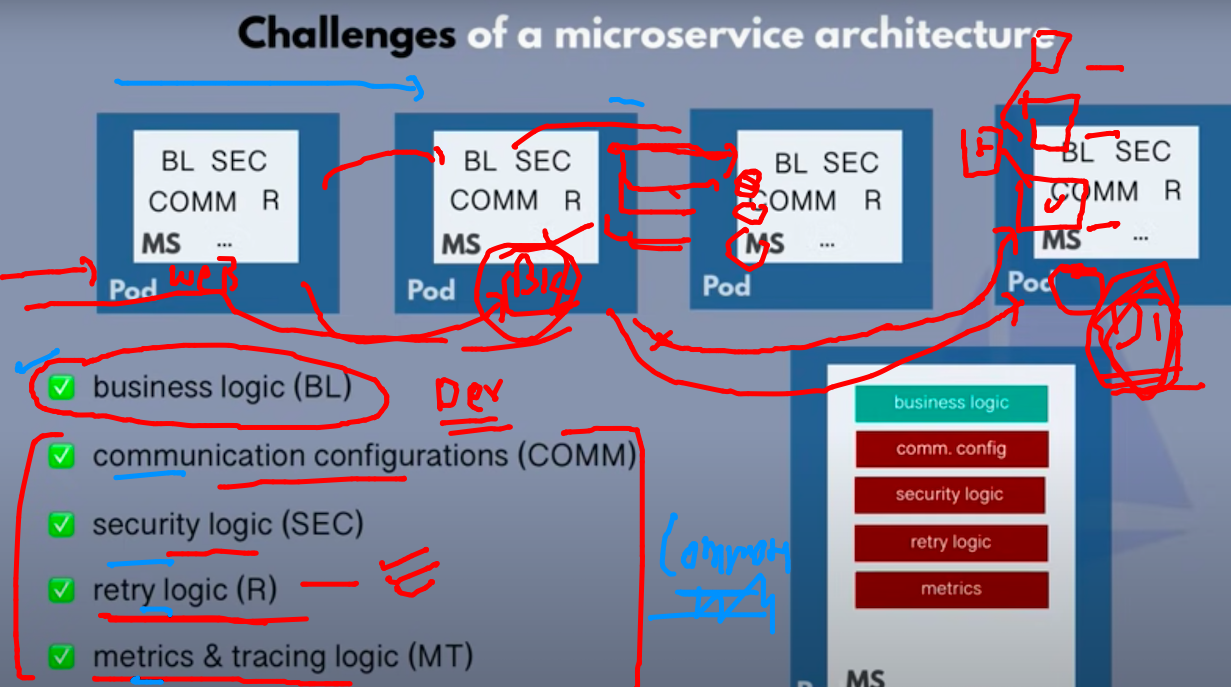 Challenges of a microservice architecture
BL SEC
COMM R
MS ...
Pod
WEB
BL SEC
COMM R
MS
Pod
BL SEC
COMM R
MS ...
Pod
BL SEC
COMM R
MS ...
Pod
✅ business logic (BL)
Dev
✅ communication configurations (COMM)
✅ security logic (SEC)
✅ retry logic (R)
✅ metrics & tracing logic (MT)
Common
business logic
comm. config
security logic
retry logic
metrics
MS